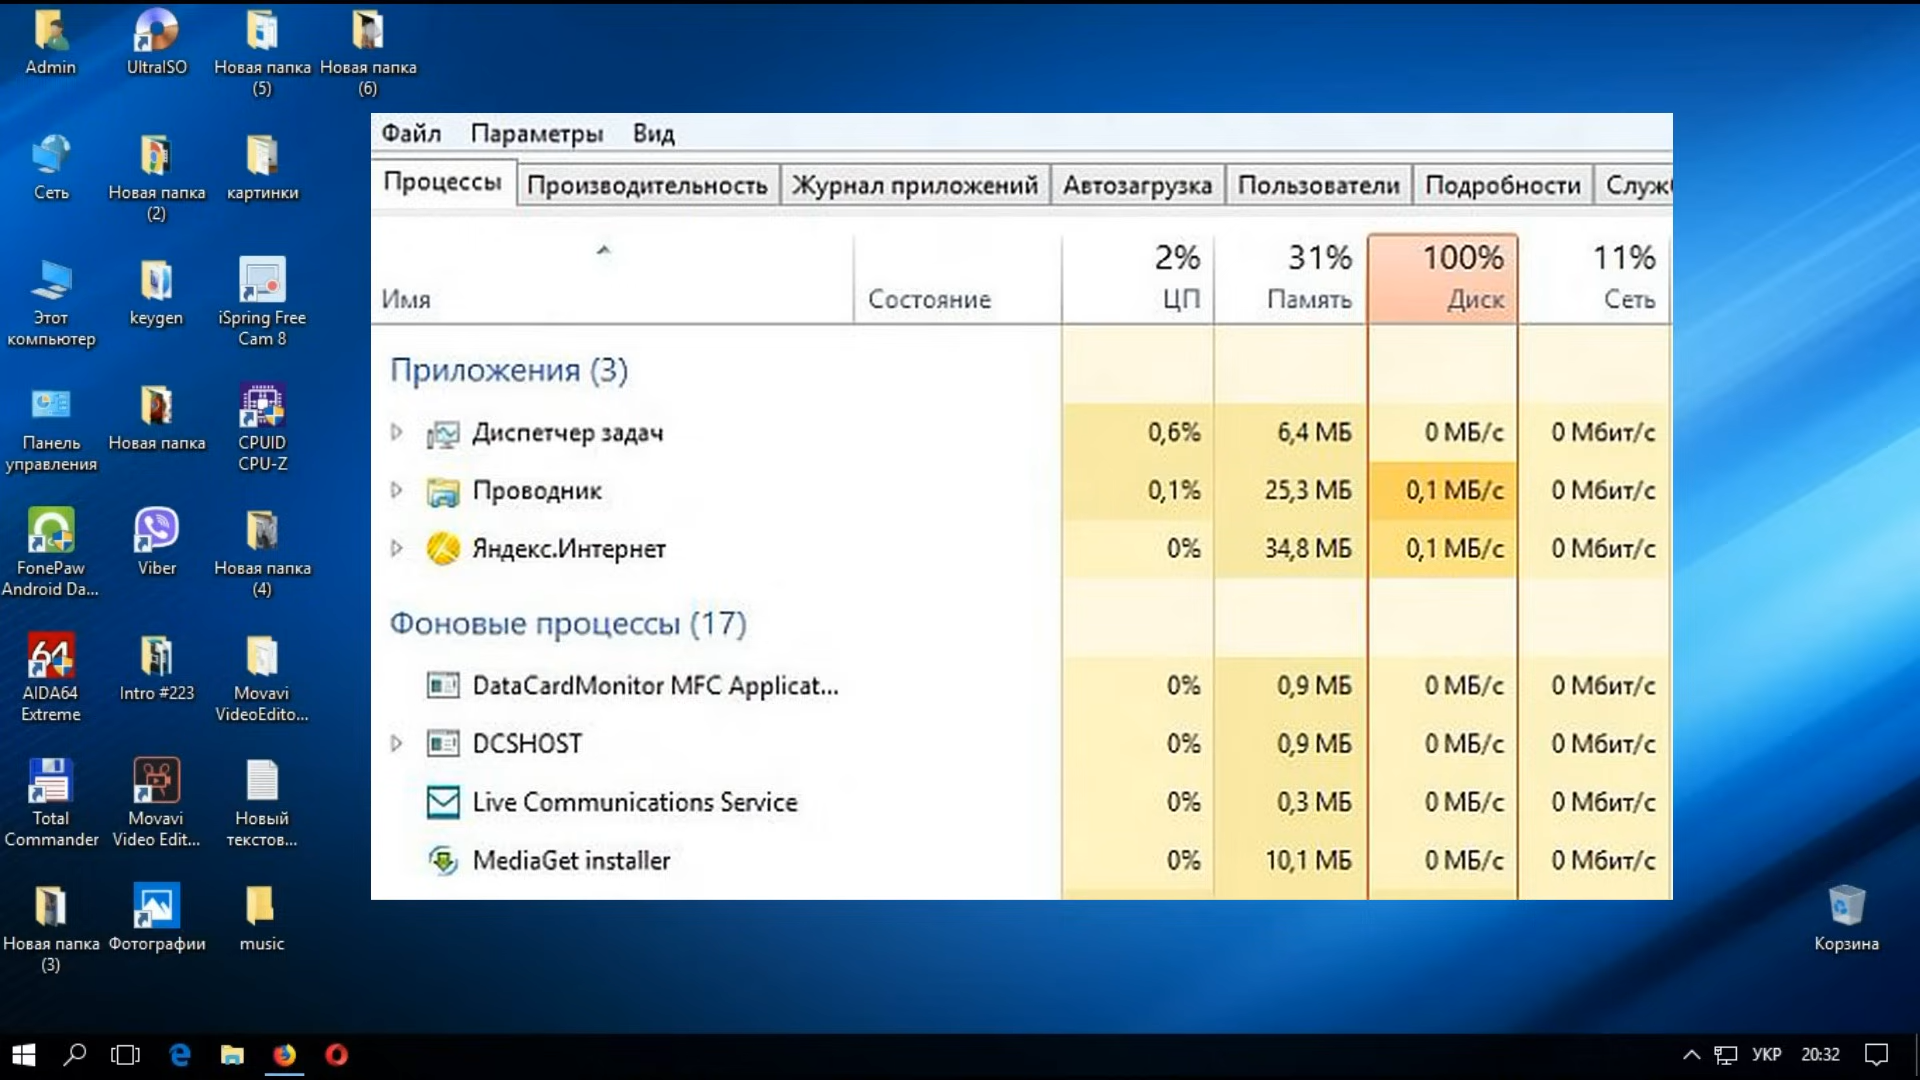 Admin
UltraISO
Новая папка
(5)
Новая папка
(6)
Сеть
Новая папка
(2)
картинки
Этот
компьютер
keygen
iSpring Free
Cam 8
Панель
управления
Новая папка
CPUID
CPU-Z
FonePaw
Android Da...
Viber
Новая папка
(4)
64
AIDA64
Extreme
Intro #223
Movavi
VideoEdito...
Total
Commander
Movavi
Video Edit...
Новый
текстов...
Новая папка
(3)
Фотографии
music
Файл Параметры Вид
Процессы Производительность Журнал приложений Автозагрузка Пользователи Подробности Служ
2% 31% 100% 11%
Имя Состояние ЦП Память Диск Сеть
Приложения (3)
Диспетчер задач 0,6% 6,4 МБ 0 МБ/с 0 Мбит/с
Проводник 0,1% 25,3 МБ 0,1 МБ/с 0 Мбит/с
Яндекс.Интернет 0% 34,8 МБ 0,1 МБ/с 0 Мбит/с
Фоновые процессы (17)
DataCardMonitor MFC Applicat... 0% 0,9 МБ 0 МБ/с 0 Мбит/с
DCSHOST 0% 0,9 МБ 0 МБ/с 0 Мбит/с
Live Communications Service 0% 0,3 МБ 0 МБ/с 0 Мбит/с
MediaGet installer 0% 10,1 МБ 0 МБ/с 0 Мбит/с
Корзина
УКР 20:32